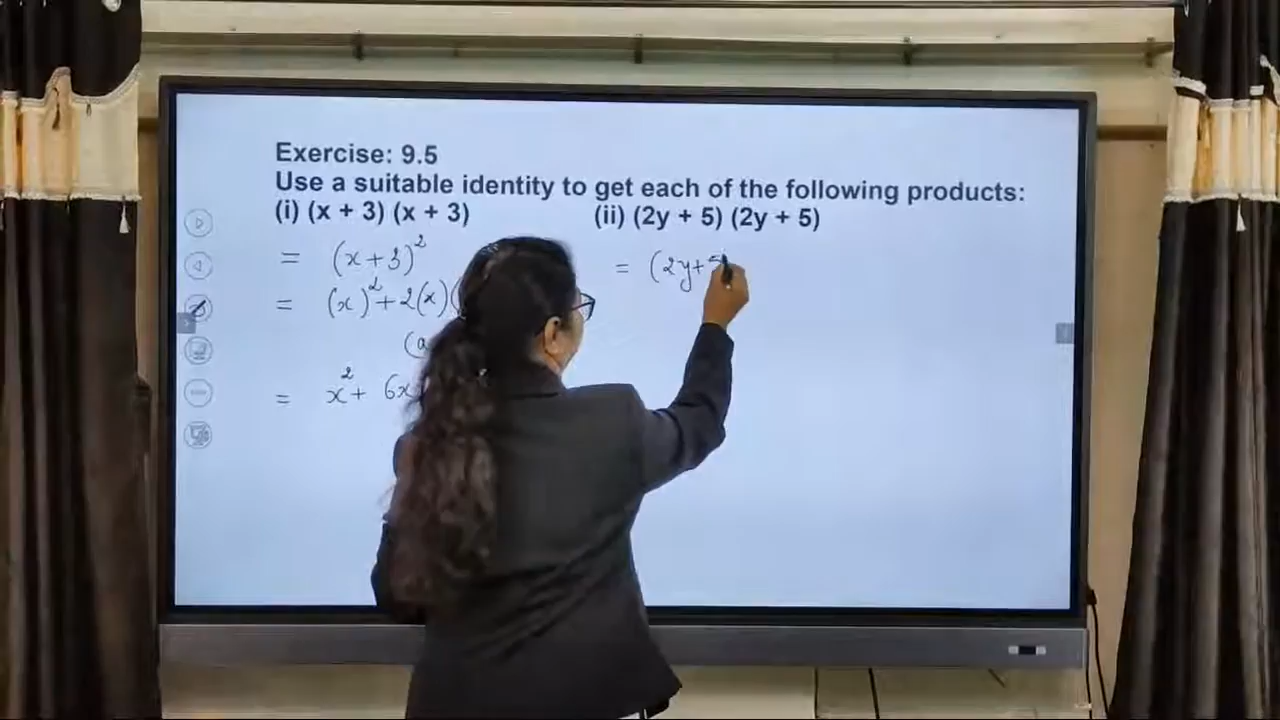 Exercise: 9.5
Use a suitable identity to get each of the following products:
(i) (x + 3) (x + 3)
(ii) (2y + 5) (2y + 5)
= (x+3)²
= (x)² + 2(x)(
(a
= x² + 6x
= (2y+5